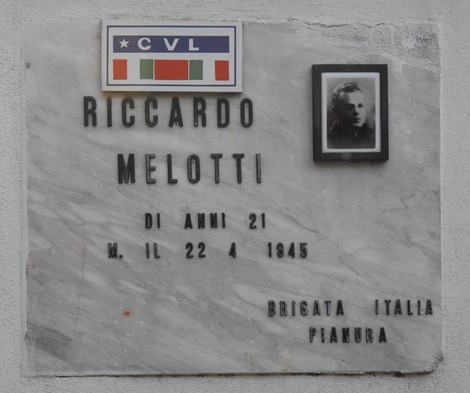 ★ CVL
RICCARDO
MELOTTI
DI ANNI 21
M. IL 22 4 1945
BRIGATA ITALIA
PIANURA